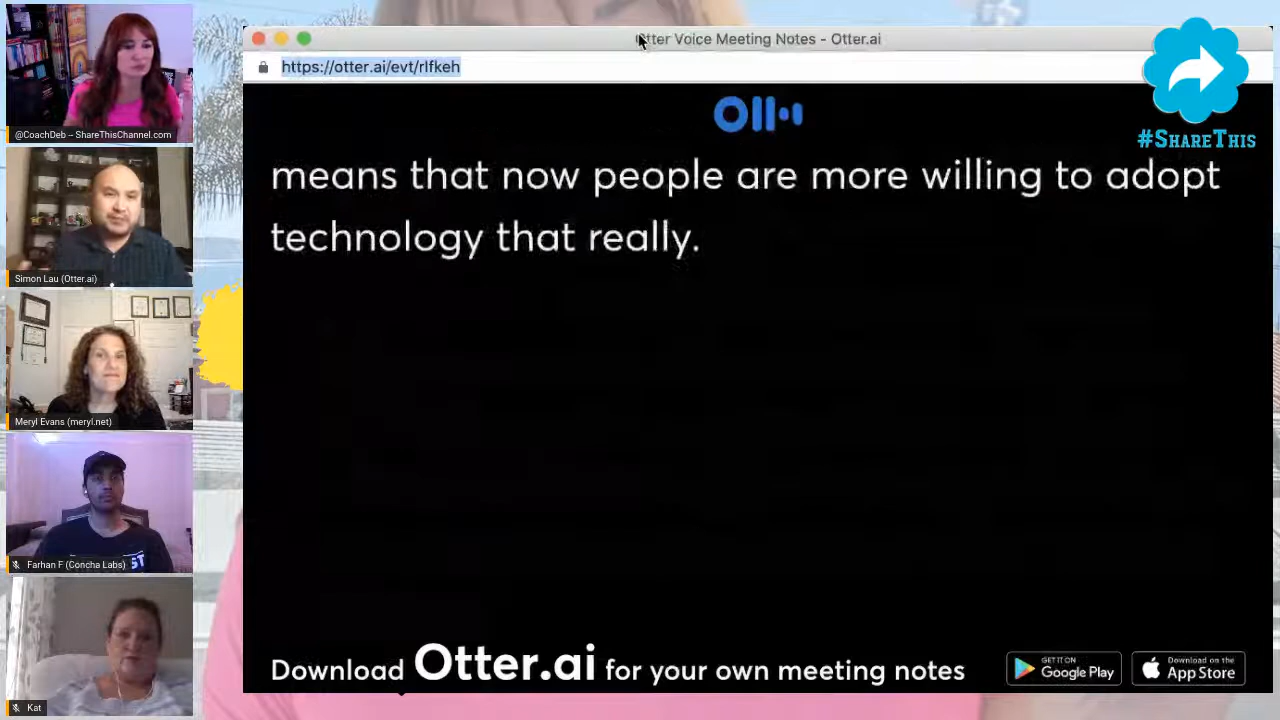 @CoachDeb -- ShareThisChannel.com
Simon Lau (Otter.ai)
Meryl Evans (meryl.net)
Farhan F (Concha Labs)
Kat
Otter Voice Meeting Notes - Otter.ai
https://otter.ai/evt/rlfkeh
#SHARETHIS
means that now people are more willing to adopt
technology that really.
Download Otter.ai for your own meeting notes
GET IT ON
Google Play
Download on the
App Store